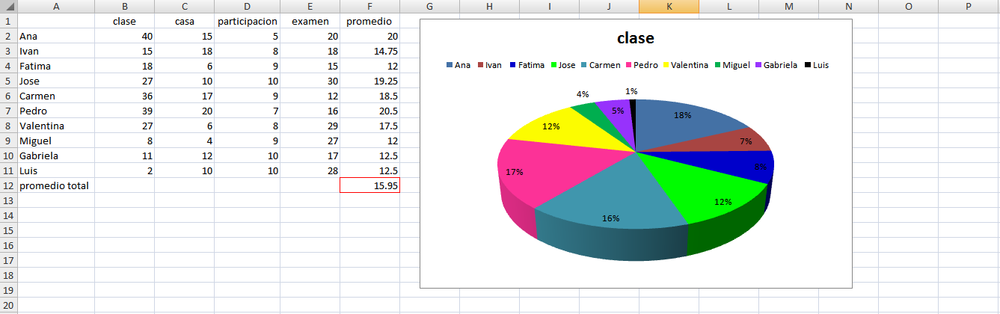 A B C D E F G H I J K L M N O P
1 clase casa participacion examen promedio
2 Ana 40 15 5 20 20
3 Ivan 15 18 8 18 14.75
4 Fatima 18 6 9 15 12
5 Jose 27 10 10 30 19.25
6 Carmen 36 17 9 12 18.5
7 Pedro 39 20 7 16 20.5
8 Valentina 27 6 8 29 17.5
9 Miguel 8 4 9 27 12
10 Gabriela 11 12 10 17 12.5
11 Luis 2 10 10 28 12.5
12 promedio total 15.95
13
14
15
16
17
18
19
20
clase
Ana Ivan Fatima Jose Carmen Pedro Valentina Miguel Gabriela Luis
1%
4%
5%
18%
12%
7%
8%
17%
12%
16%